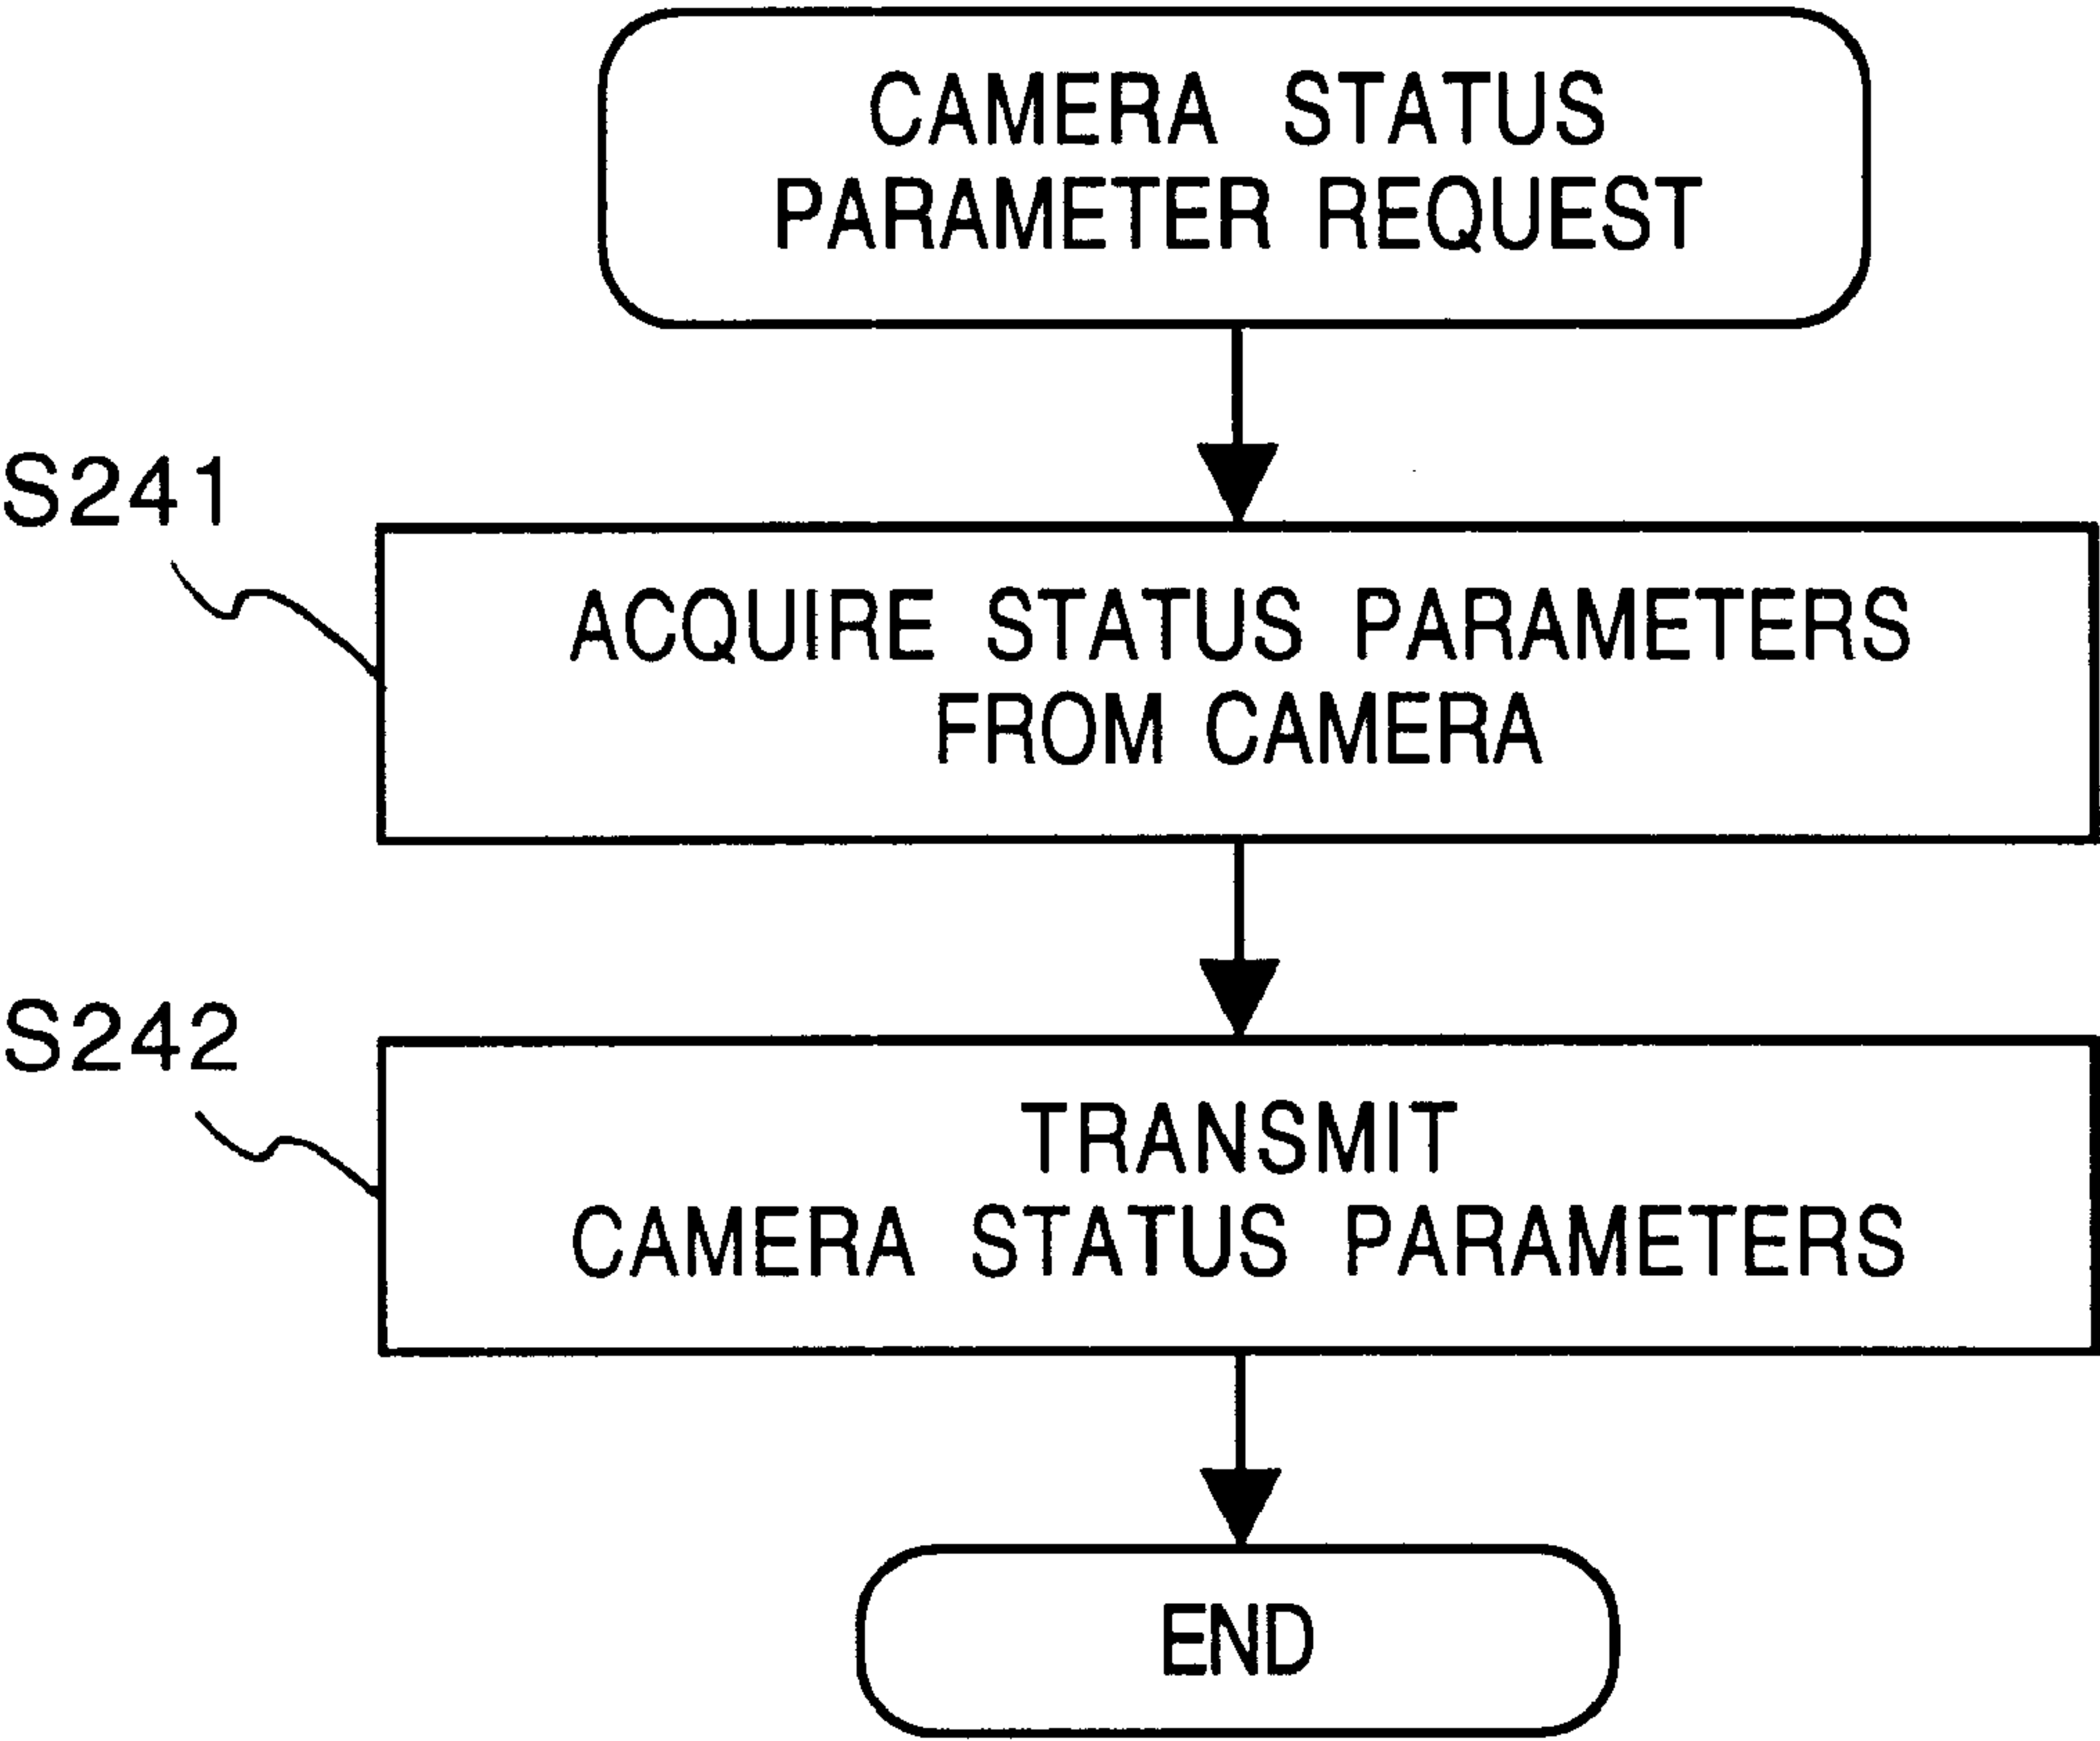 CAMERA STATUS
PARAMETER REQUEST
S241
ACQUIRE STATUS PARAMETERS
FROM CAMERA
S242
TRANSMIT
CAMERA STATUS PARAMETERS
END